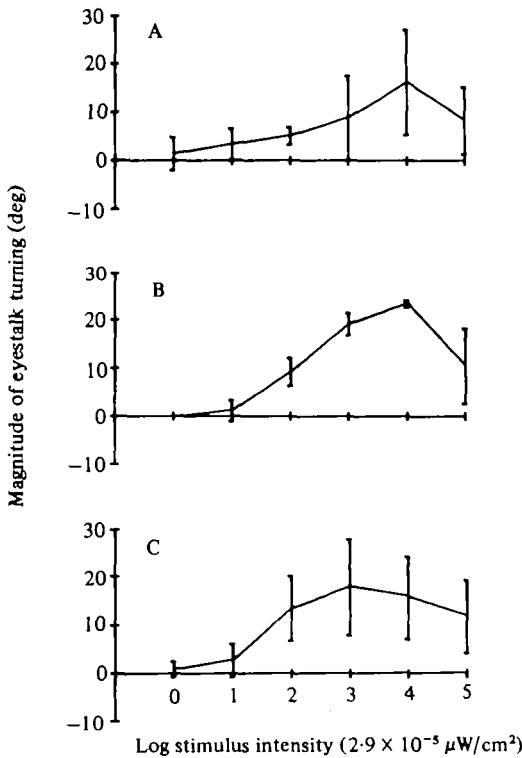 Magnitude of eyestalk turning (deg)
A
30
20
10
0
−10
B
30
20
10
0
−10
C
30
20
10
0
−10
0 1 2 3 4 5
Log stimulus intensity (2·9 × 10⁻⁵ μW/cm²)